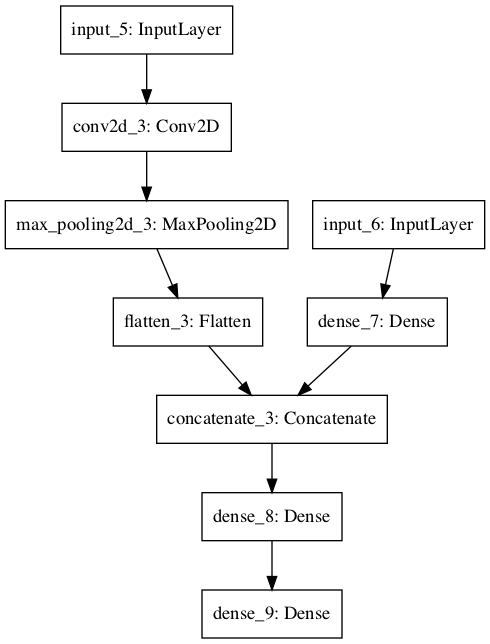 input_5: InputLayer
conv2d_3: Conv2D
max_pooling2d_3: MaxPooling2D
input_6: InputLayer
flatten_3: Flatten
dense_7: Dense
concatenate_3: Concatenate
dense_8: Dense
dense_9: Dense